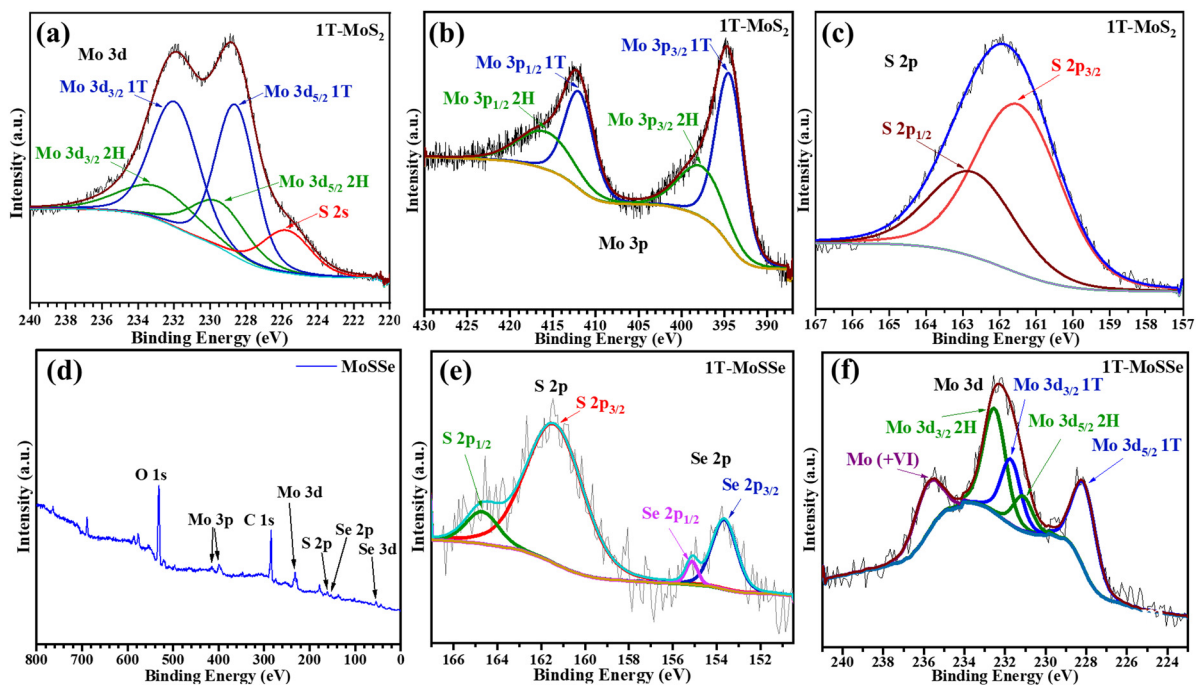 (a)
1T-MoS₂
Mo 3d
Mo 3d₃/₂ 1T
Mo 3d₅/₂ 1T
Mo 3d₃/₂ 2H
Mo 3d₅/₂ 2H
S 2s
Intensity (a.u.)
240 238 236 234 232 230 228 226 224 222 220
Binding Energy (eV)
(b)
1T-MoS₂
Mo 3p₃/₂ 1T
Mo 3p₁/₂ 1T
Mo 3p₁/₂ 2H
Mo 3p₃/₂ 2H
Mo 3p
Intensity (a.u.)
430 420 410 400 390
Binding Energy (eV)
(c)
1T-MoS₂
S 2p
S 2p₃/₂
S 2p₁/₂
Intensity (a.u.)
167 166 165 164 163 162 161 160 159 158 157
Binding Energy (eV)
(d)
MoSSe
O 1s
Mo 3p
C 1s
Mo 3d
S 2p
Se 2p
Se 3d
Intensity (a.u.)
800 700 600 500 400 300 200 100 0
Binding Energy (eV)
(e)
1T-MoSSe
S 2p
S 2p₃/₂
S 2p₁/₂
Se 2p
Se 2p₃/₂
Se 2p₁/₂
Intensity (a.u.)
166 164 162 160 158 156 154 152
Binding Energy (eV)
(f)
1T-MoSSe
Mo 3d
Mo 3d₃/₂ 1T
Mo 3d₃/₂ 2H
Mo 3d₅/₂ 2H
Mo 3d₅/₂ 1T
Mo (+VI)
Intensity (a.u.)
240 238 236 234 232 230 228 226 224
Binding Energy (eV)